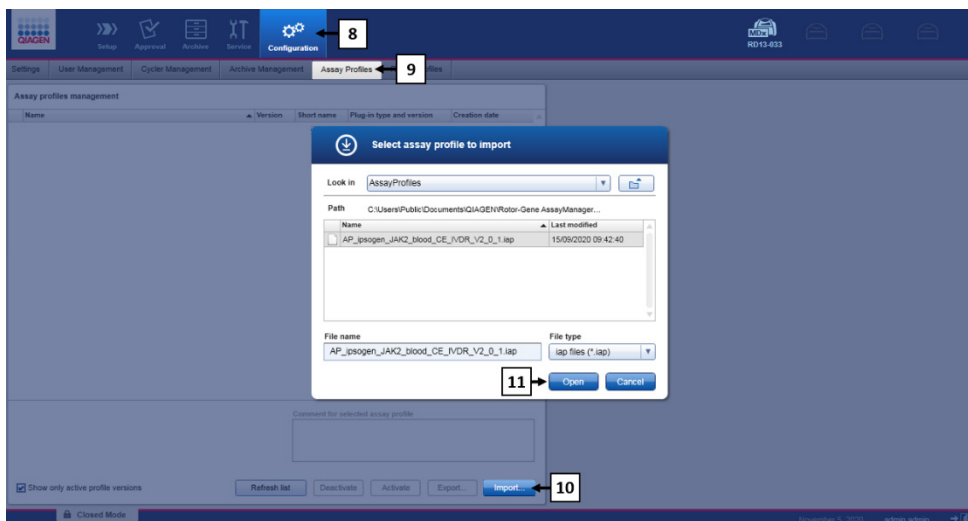 QIAGEN
Setup Approval Archive Service Configuration
8
MDx
RD13-033
Settings User Management Cycler Management Archive Management Assay Profiles
9
Assay profiles management
Name Version Short name Plug-in type and version Creation date
Select assay profile to import
Look in AssayProfiles
Path C:\Users\Public\Documents\QIAGEN\Rotor-Gene AssayManager...
Name Last modified
AP_ipsogen_JAK2_blood_CE_IVDR_V2_0_1.iap 15/09/2020 09:42:40
File name File type
AP_ipsogen_JAK2_blood_CE_IVDR_V2_0_1.iap iap files (*.iap)
11
Open Cancel
Comment for selected assay profile
Show only active profile versions Refresh list Deactivate Activate Export... Import...
10
Closed Mode
November 5, 2020 admin admin